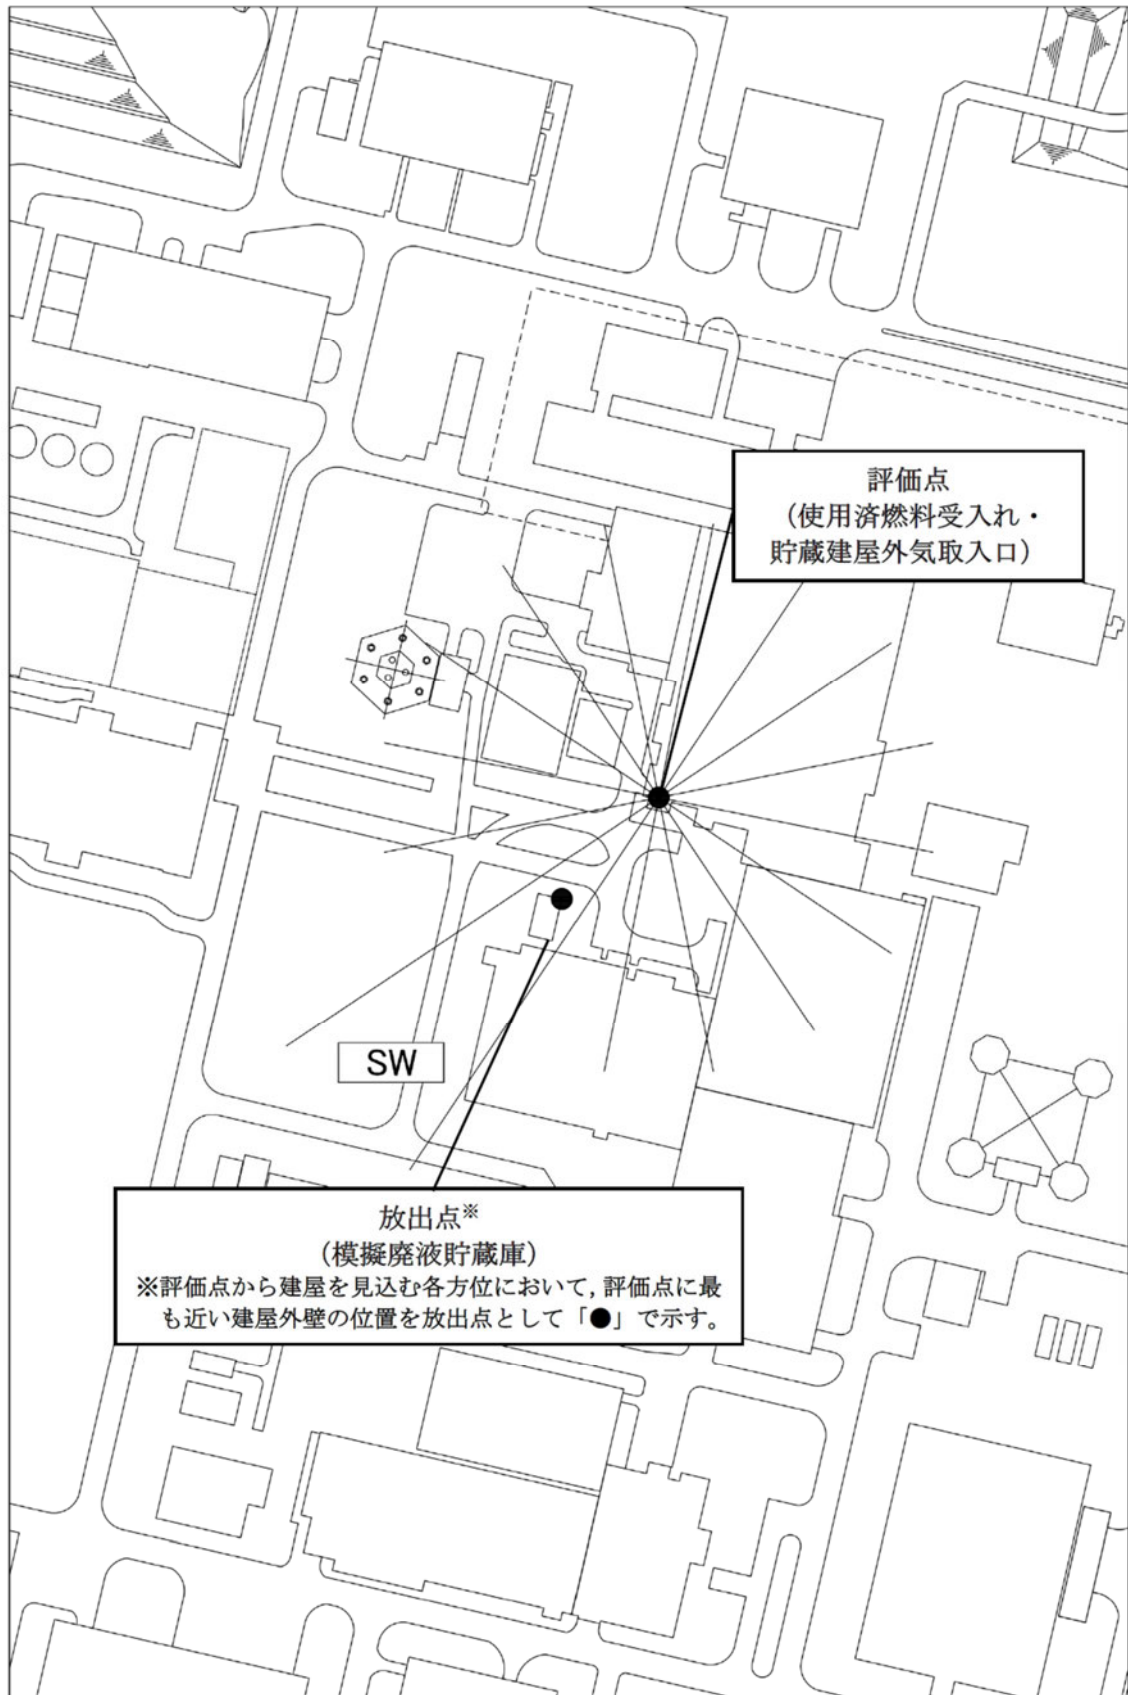 評価点
(使用済燃料受入れ・
貯蔵建屋外気取入口)
SW
放出点※
(模擬廃液貯蔵庫)
※評価点から建屋を見込む各方位において,評価点に最
も近い建屋外壁の位置を放出点として「●」で示す。